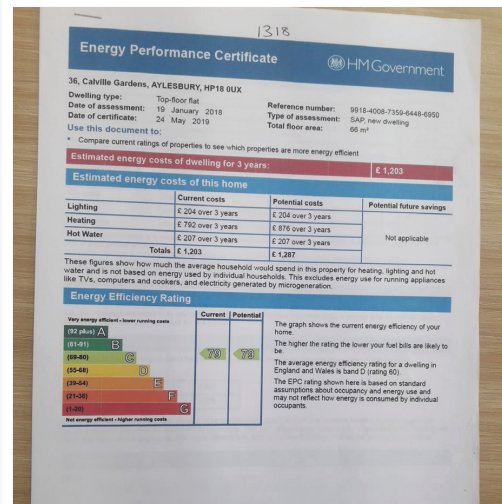 1318
Energy Performance Certificate
HM Government
36, Calville Gardens, AYLESBURY, HP18 0UX
Dwelling type: Top-floor flat
Date of assessment: 19 January 2018
Date of certificate: 24 May 2019
Reference number: 9918-4008-7359-6448-6950
Type of assessment: SAP, new dwelling
Total floor area: 66 m²
Use this document to:
• Compare current ratings of properties to see which properties are more energy efficient
Estimated energy costs of dwelling for 3 years: £ 1,203
Estimated energy costs of this home
Current costs Potential costs Potential future savings
Lighting £ 204 over 3 years £ 204 over 3 years
Heating £ 792 over 3 years £ 876 over 3 years
Hot Water £ 207 over 3 years £ 207 over 3 years
Not applicable
Totals £ 1,203 £ 1,287
These figures show how much the average household would spend in this property for heating, lighting and hot
water and is not based on energy used by individual households. This excludes energy use for running appliances
like TVs, computers and cookers, and electricity generated by microgeneration.
Energy Efficiency Rating
Current Potential
Very energy efficient - lower running costs
(92 plus) A
(81-91) B
(69-80) C 79 79
(55-68) D
(39-54) E
(21-38) F
(1-20) G
Not energy efficient - higher running costs
The graph shows the current energy efficiency of your
home.
The higher the rating the lower your fuel bills are likely to
be.
The average energy efficiency rating for a dwelling in
England and Wales is band D (rating 60).
The EPC rating shown here is based on standard
assumptions about occupancy and energy use and
may not reflect how energy is consumed by individual
occupants.